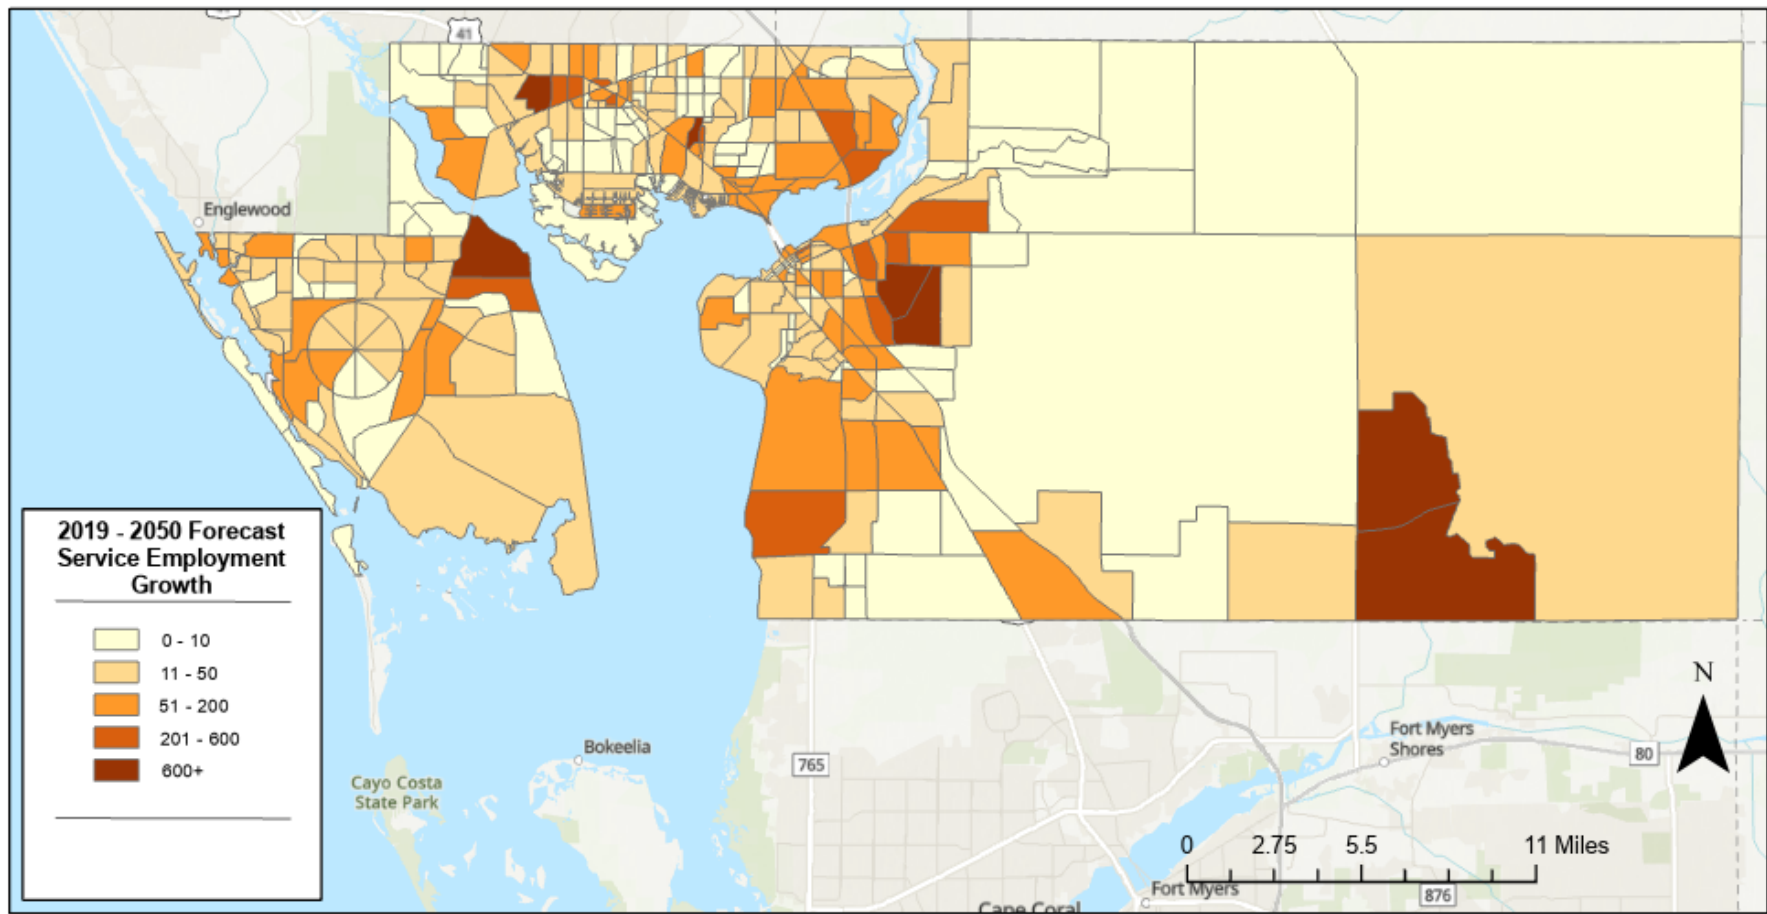 41
Englewood
2019 - 2050 Forecast
Service Employment
Growth
0 - 10
11 - 50
51 - 200
201 - 600
600+
N
Bokeelia
Cayo Costa
State Park
765
Fort Myers
Shores
80
0 2.75 5.5 11 Miles
Fort Myers
876
Cape Coral